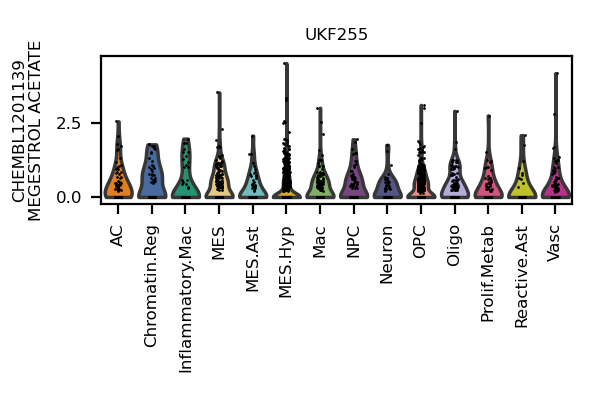 UKF255
CHEMBL1201139
MEGESTROL ACETATE
2.5
0.0
AC
Chromatin.Reg
Inflammatory.Mac
MES
MES.Ast
MES.Hyp
Mac
NPC
Neuron
OPC
Oligo
Prolif.Metab
Reactive.Ast
Vasc